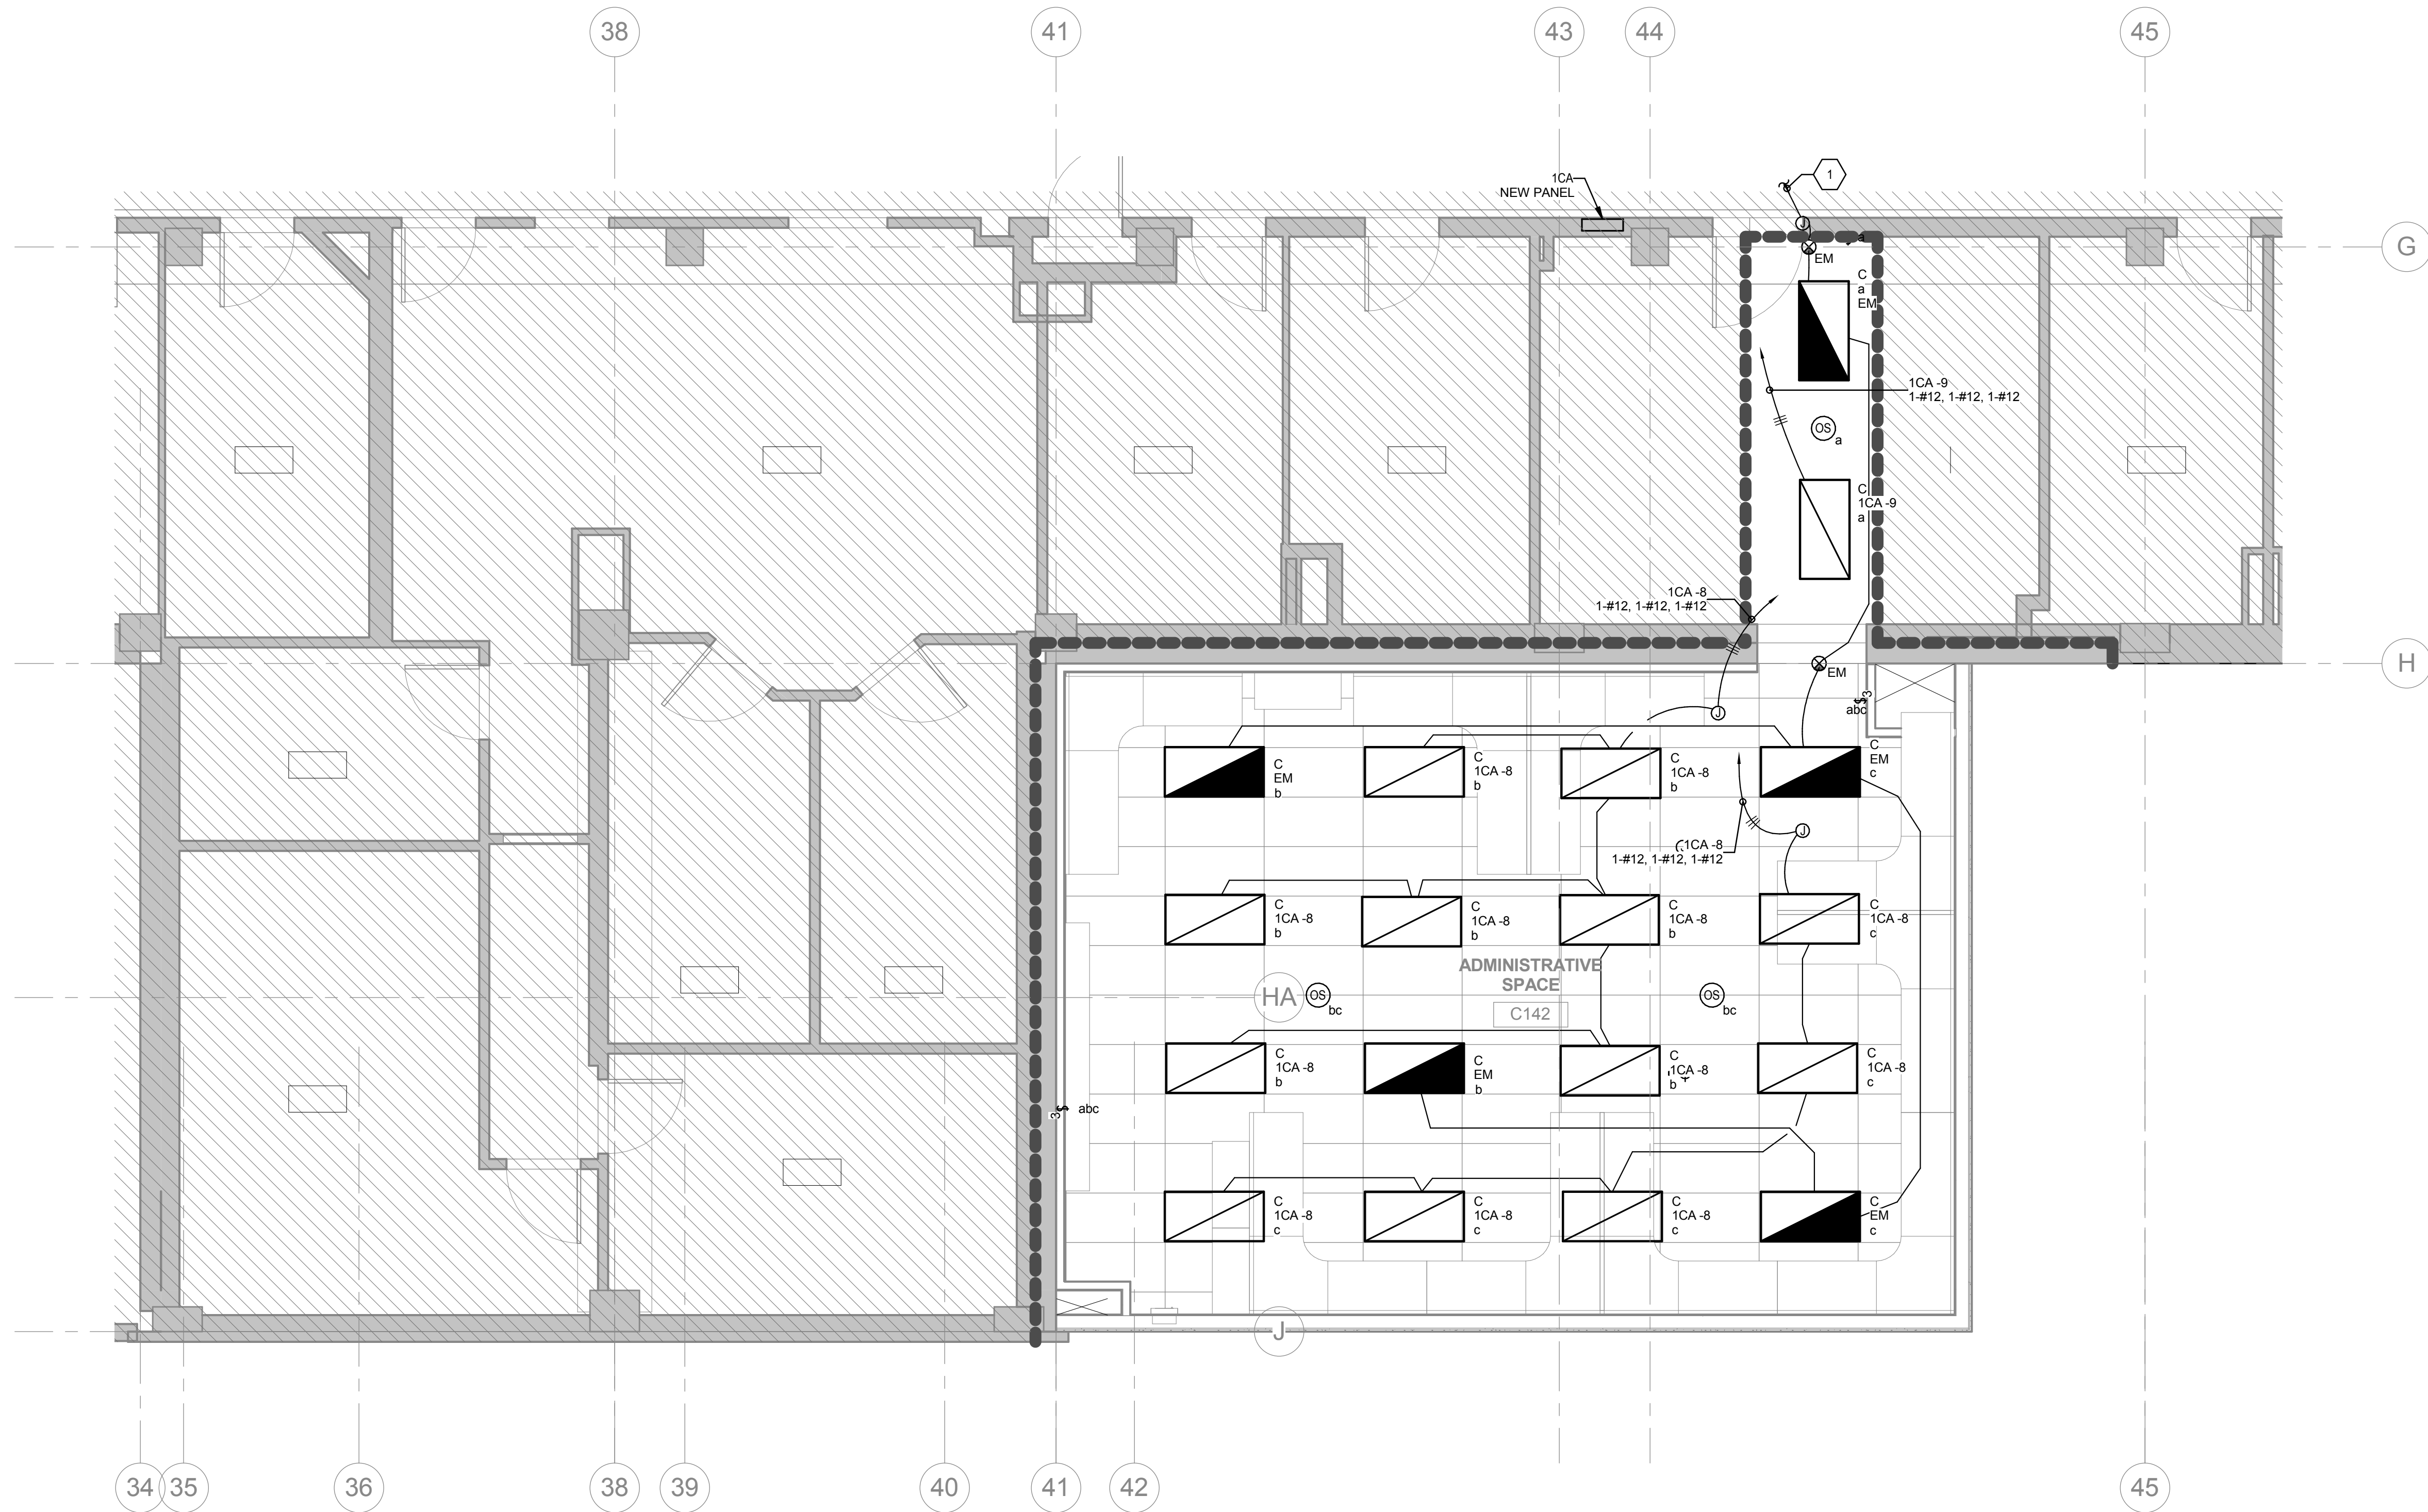 38
41
43
44
45
1
1CA
NEW PANEL
J
a
G
EM
C
a
EM
1CA -9
1-#12, 1-#12, 1-#12
OS
a
C
1CA -9
a
1CA -8
1-#12, 1-#12, 1-#12
H
EM
3
$
abc
J
C
EM
b
C
1CA -8
b
C
1CA -8
b
C
EM
c
J
1CA -8
1-#12, 1-#12, 1-#12
C
1CA -8
b
C
1CA -8
b
C
1CA -8
b
C
1CA -8
c
ADMINISTRATIVE
SPACE
C142
HA
OS
bc
OS
bc
C
1CA -8
b
C
EM
b
C
1CA -8
b
C
1CA -8
c
3
$
abc
C
1CA -8
c
C
1CA -8
c
C
1CA -8
c
C
EM
c
J
34
35
36
38
39
40
41
42
45